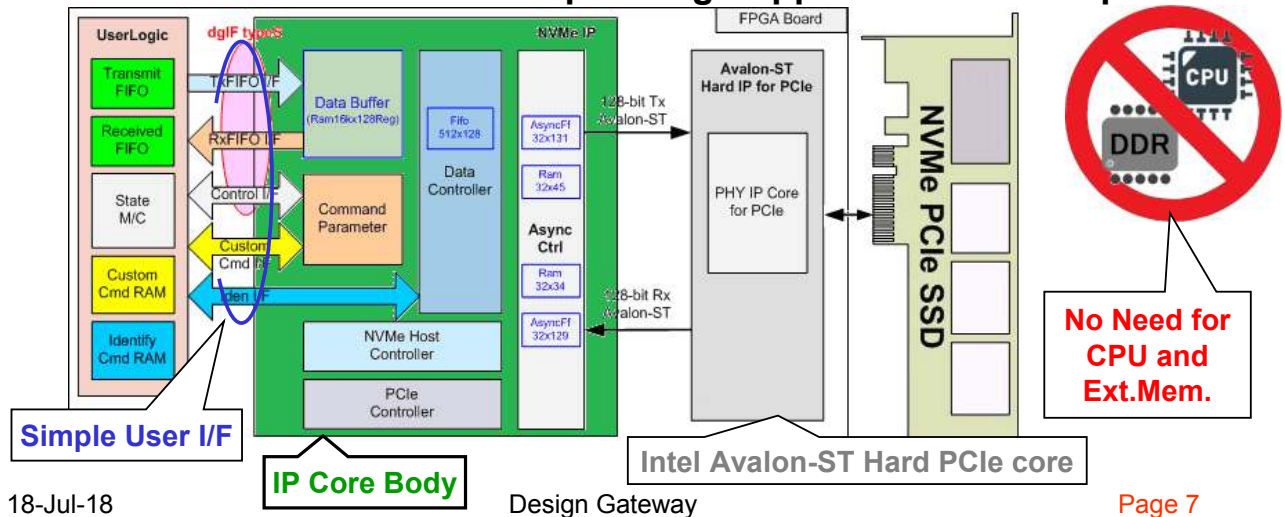 FPGA Board
UserLogic
dgIF typeS
NVMe IP
Transmit
FIFO
TxFIFO I/F
Data Buffer
(Ram16kx128Reg)
Received
FIFO
RxFIFO I/F
State
M/C
Control I/F
Command
Parameter
Custom
Cmd RAM
Custom
Cmd I/F
Identify
Cmd RAM
Iden I/F
Fifo
512x128
Data
Controller
NVMe Host
Controller
PCIe
Controller
AsyncFf
32x131
Ram
32x45
Async
Ctrl
Ram
32x34
AsyncFf
32x129
128-bit Tx
Avalon-ST
128-bit Rx
Avalon-ST
Avalon-ST
Hard IP for PCIe
PHY IP Core
for PCIe
NVMe PCIe SSD
CPU
DDR
No Need for
CPU and
Ext.Mem.
Simple User I/F
IP Core Body
Intel Avalon-ST Hard PCIe core
18-Jul-18
Design Gateway
Page 7